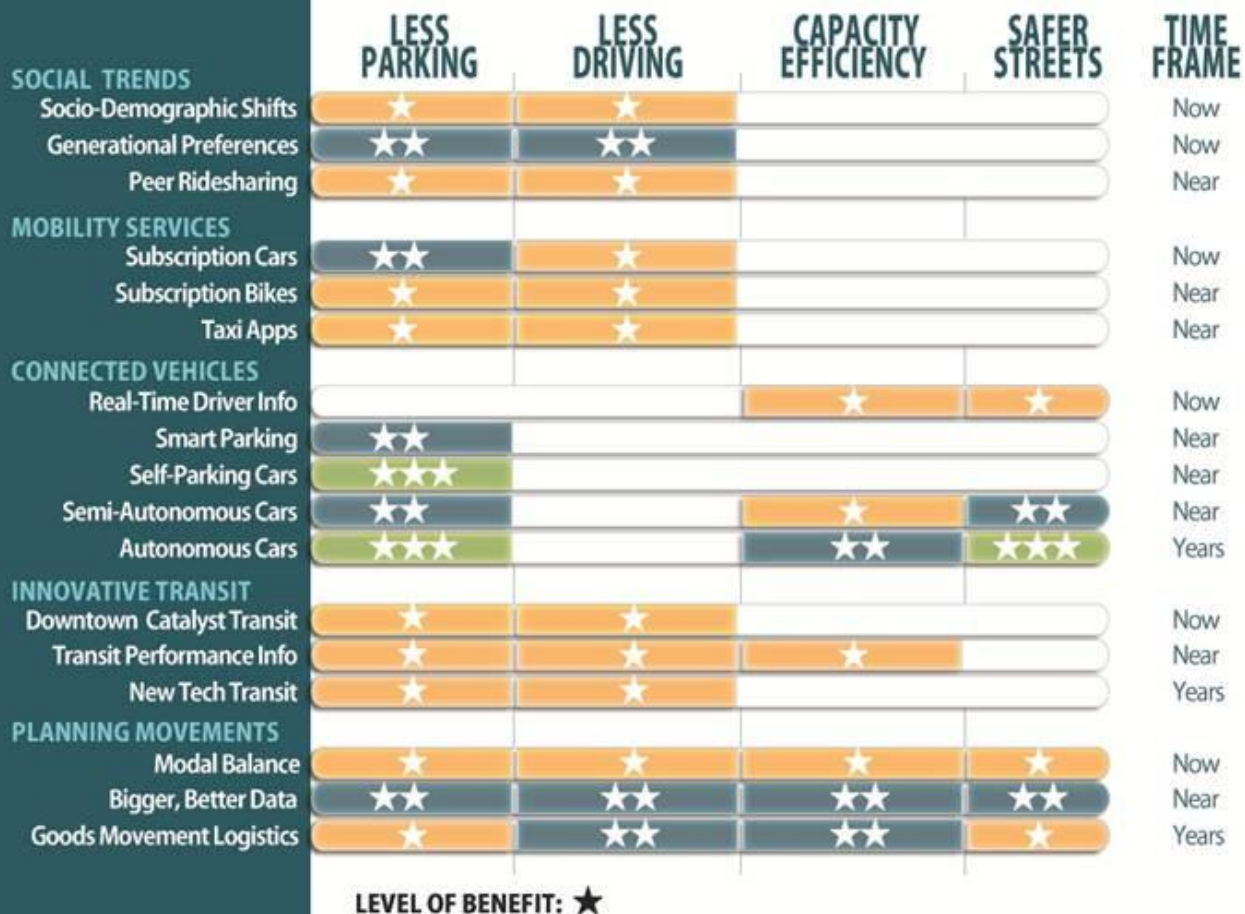 LESS PARKING LESS DRIVING CAPACITY EFFICIENCY SAFER STREETS TIME FRAME
SOCIAL TRENDS
Socio-Demographic Shifts ★ ★ Now
Generational Preferences ★★ ★★ Now
Peer Ridesharing ★ ★ Near
MOBILITY SERVICES
Subscription Cars ★★ ★ Now
Subscription Bikes ★ ★ Near
Taxi Apps ★ ★ Near
CONNECTED VEHICLES
Real-Time Driver Info ★ ★ Now
Smart Parking ★★ Near
Self-Parking Cars ★★★ Near
Semi-Autonomous Cars ★★ ★ ★★ Near
Autonomous Cars ★★★ ★★ ★★★ Years
INNOVATIVE TRANSIT
Downtown Catalyst Transit ★ ★ Now
Transit Performance Info ★ ★ ★ Near
New Tech Transit ★ ★ Years
PLANNING MOVEMENTS
Modal Balance ★ ★ ★ ★ Now
Bigger, Better Data ★★ ★★ ★★ ★★ Near
Goods Movement Logistics ★ ★★ ★★ ★ Years
LEVEL OF BENEFIT: ★